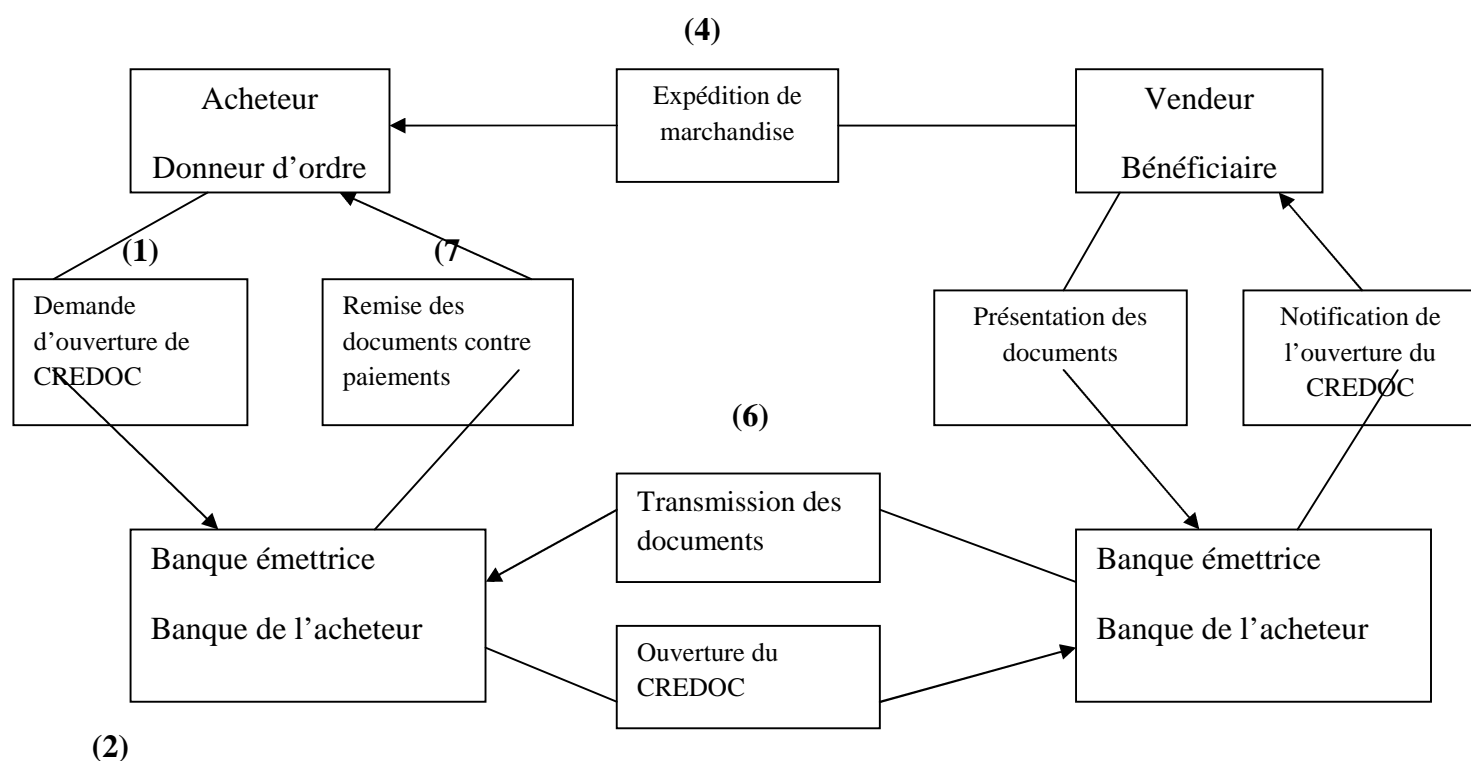 (4)
Acheteur
Donneur d’ordre
Expédition de
marchandise
Vendeur
Bénéficiaire
(1)
(7
Demande
d’ouverture de
CREDOC
Remise des
documents contre
paiements
Présentation des
documents
Notification de
l’ouverture du
CREDOC
(6)
Transmission des
documents
Banque émettrice
Banque de l’acheteur
Banque émettrice
Banque de l’acheteur
Ouverture du
CREDOC
(2)